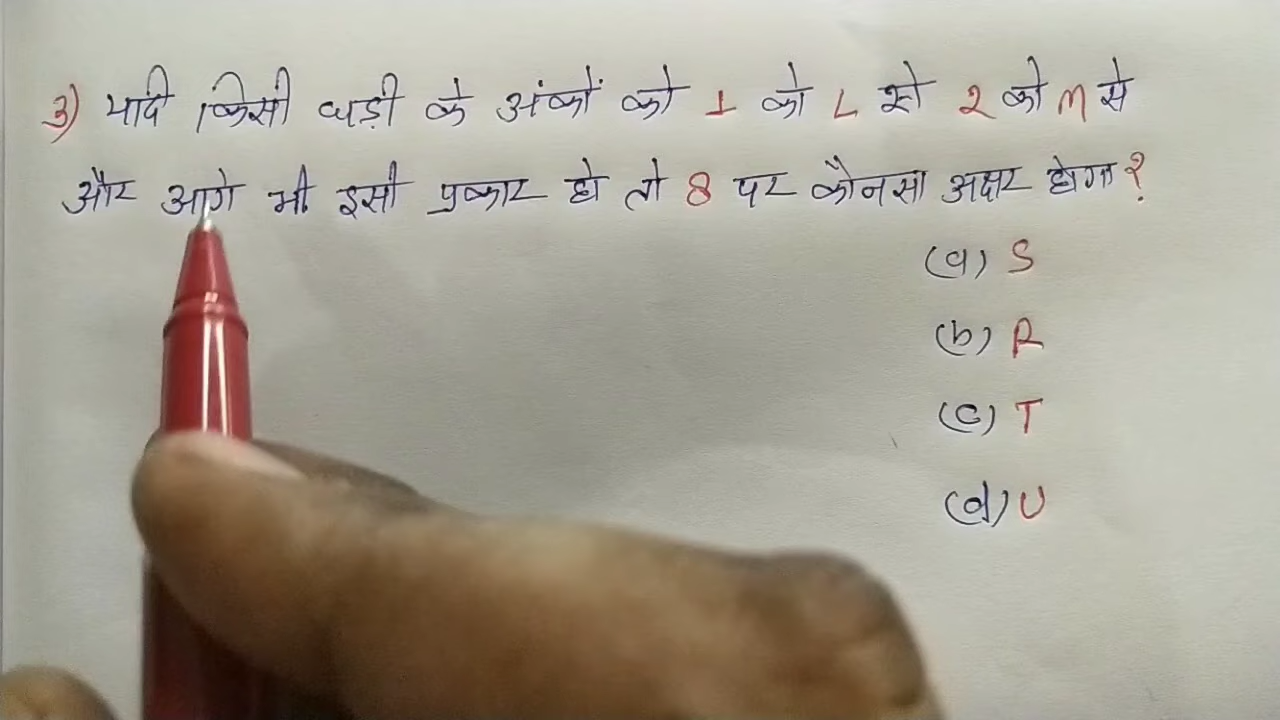 3) यदि किसी घड़ी के अंकों को 1 को L से 2 को M से
और आगे भी इसी प्रकार हो तो 8 पर कौनसा अक्षर होगा?
(a) S
(b) R
(c) T
(d) U